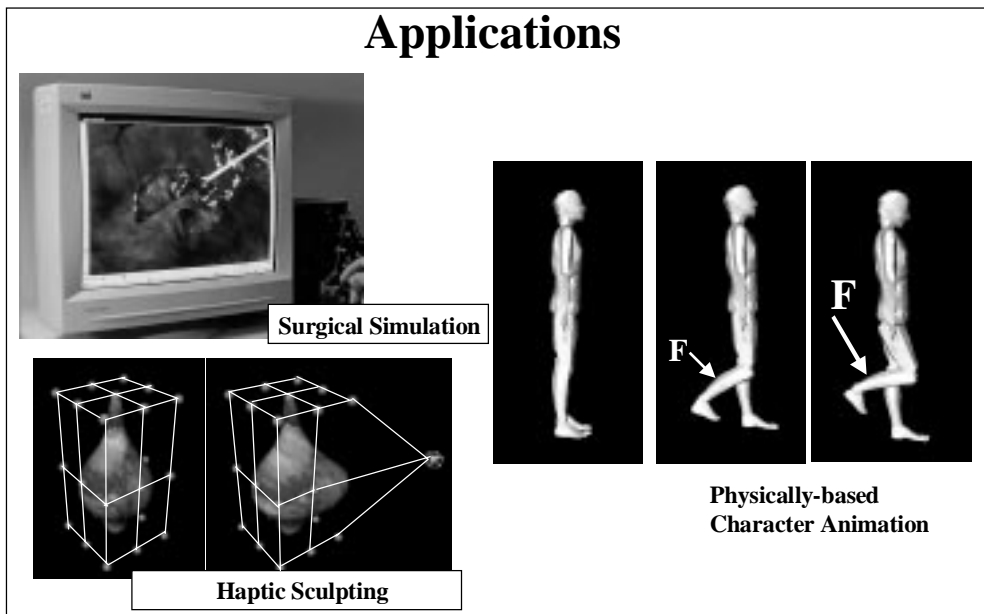 Applications
Surgical Simulation
F
F
Physically-based
Character Animation
Haptic Sculpting